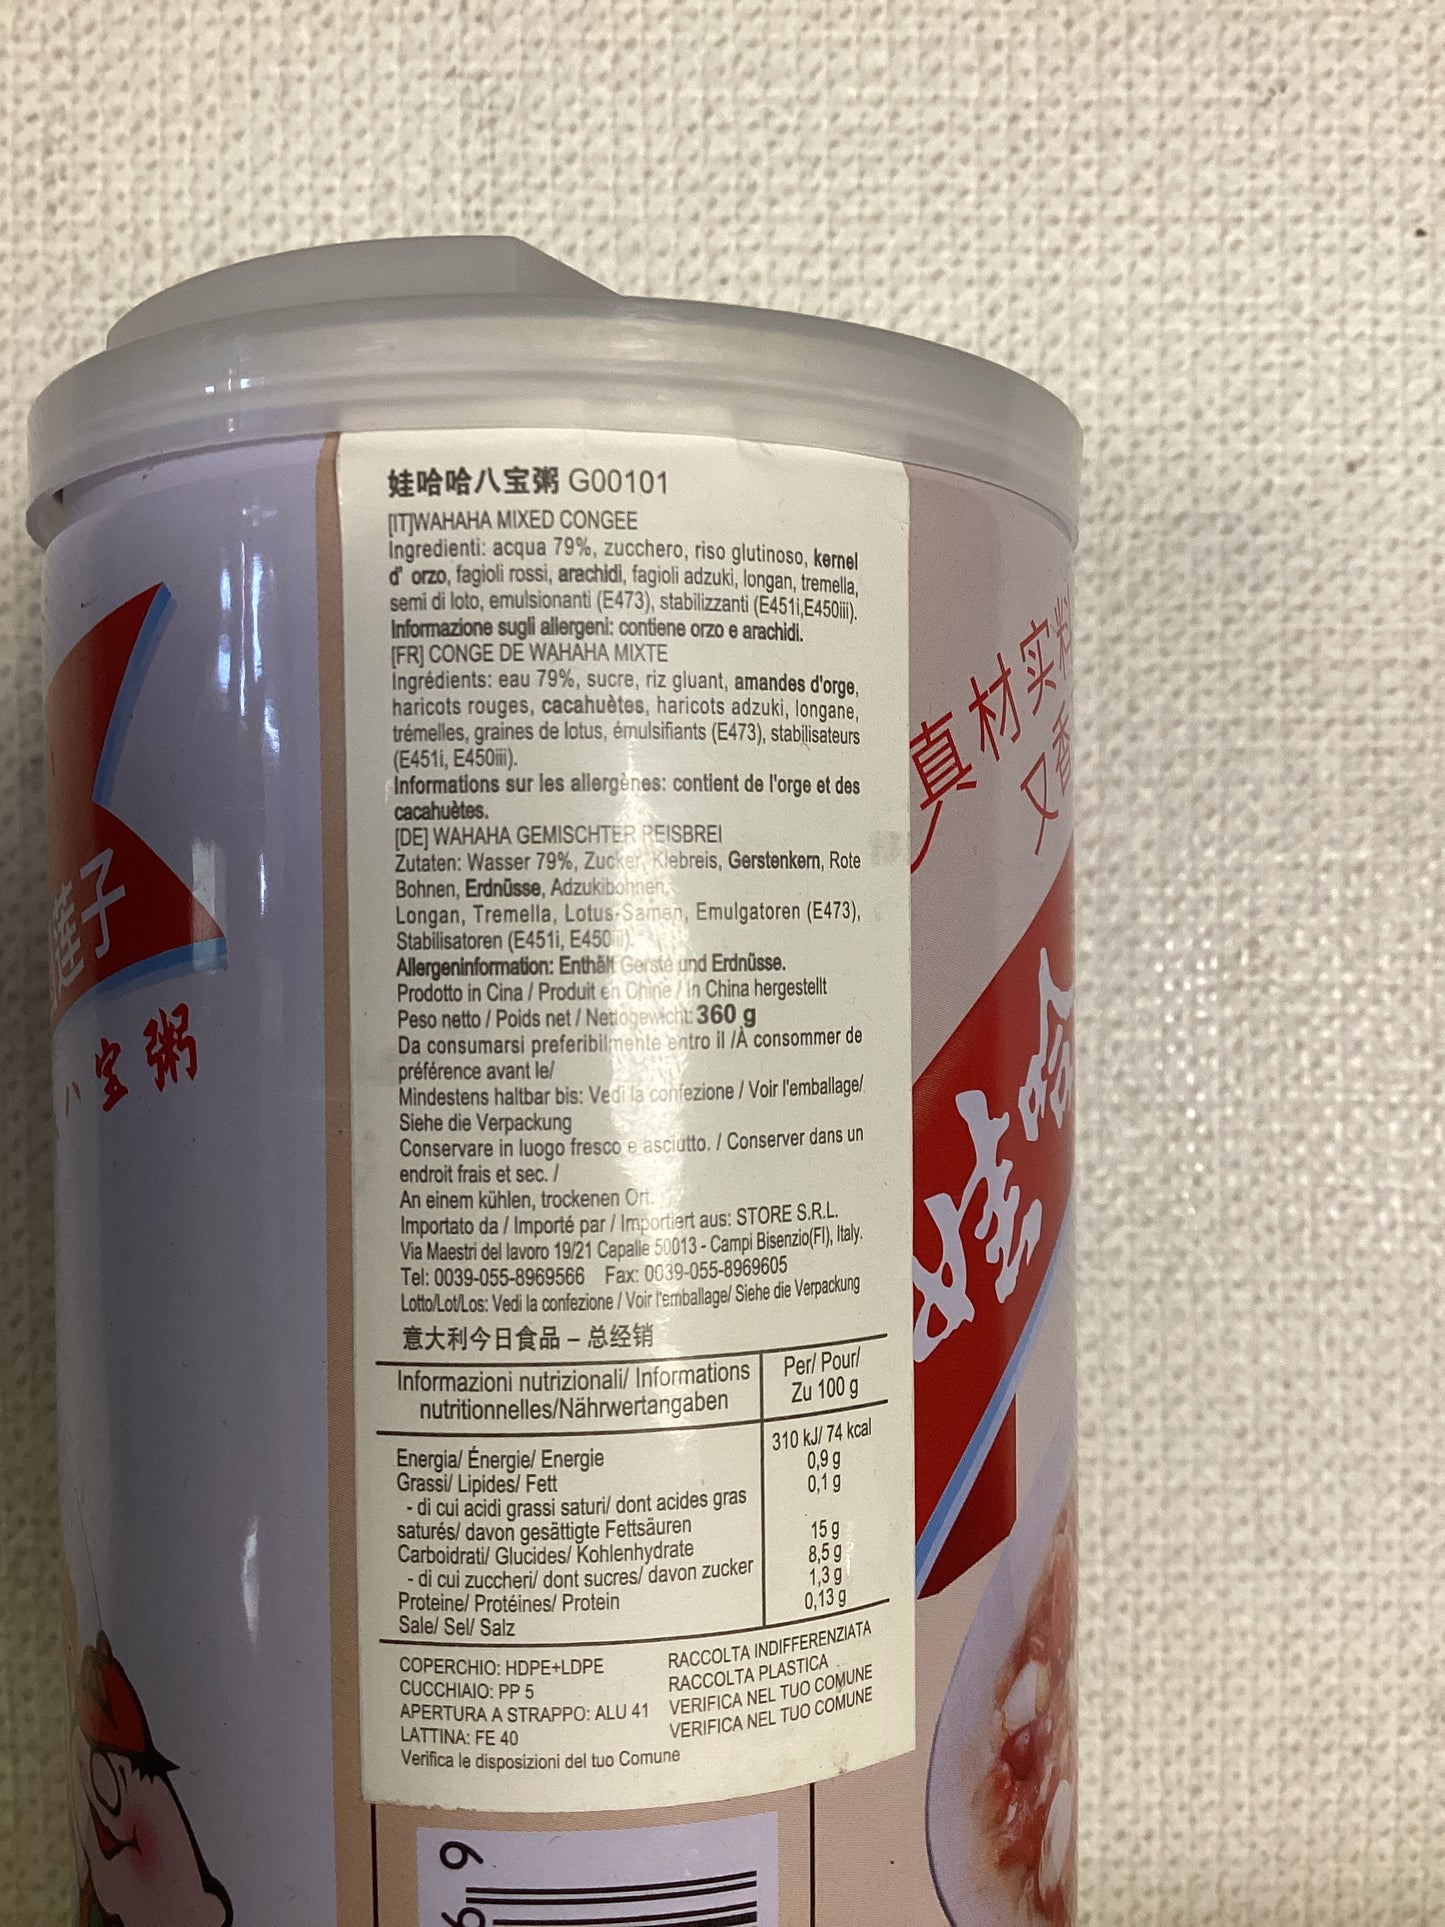 娃哈哈八宝粥 G00101
[IT]WAHAHA MIXED CONGEE
Ingredienti: acqua 79%, zucchero, riso glutinoso, kernel
d' orzo, fagioli rossi, arachidi, fagioli adzuki, longan, tremella,
semi di loto, emulsionanti (E473), stabilizzanti (E451i,E450iii).
Informazione sugli allergeni: contiene orzo e arachidi.
[FR] CONGE DE WAHAHA MIXTE
Ingrédients: eau 79%, sucre, riz gluant, amandes d'orge,
haricots rouges, cacahuètes, haricots adzuki, longane,
trémelles, graines de lotus, émulsifiants (E473), stabilisateurs
(E451i, E450iii).
Informations sur les allergènes: contient de l'orge et des
cacahuètes.
[DE] WAHAHA GEMISCHTER REISBREI
Zutaten: Wasser 79%, Zucker, Klebreis, Gerstenkern, Rote
Bohnen, Erdnüsse, Adzukibohnen,
Longan, Tremella, Lotus-Samen, Emulgatoren (E473),
Stabilisatoren (E451i, E450iii).
Allergeninformation: Enthält Gerste und Erdnüsse.
Prodotto in Cina / Produit en Chine / In China hergestellt
Peso netto / Poids net / Nettogewicht: 360 g
Da consumarsi preferibilmente entro il /À consommer de
préférence avant le/
Mindestens haltbar bis: Vedi la confezione / Voir l'emballage/
Siehe die Verpackung
Conservare in luogo fresco e asciutto. / Conserver dans un
endroit frais et sec. /
An einem kühlen, trockenen Ort.
Importato da / Importé par / Importiert aus: STORE S.R.L.
Via Maestri del lavoro 19/21 Capalle 50013 - Campi Bisenzio(FI), Italy.
Tel: 0039-055-8969566 Fax: 0039-055-8969605
Lotto/Lot/Los: Vedi la confezione / Voir l'emballage/ Siehe die Verpackung
意大利今日食品 – 总经销
Informazioni nutrizionali/ Informations
nutritionnelles/Nährwertangaben
Per/ Pour/
Zu 100 g
Energia/ Énergie/ Energie
Grassi/ Lipides/ Fett
- di cui acidi grassi saturi/ dont acides gras
saturés/ davon gesättigte Fettsäuren
Carboidrati/ Glucides/ Kohlenhydrate
- di cui zuccheri/ dont sucres/ davon zucker
Proteine/ Protéines/ Protein
Sale/ Sel/ Salz
310 kJ/ 74 kcal
0,9 g
0,1 g
15 g
8,5 g
1,3 g
0,13 g
COPERCHIO: HDPE+LDPE RACCOLTA INDIFFERENZIATA
CUCCHIAIO: PP 5 RACCOLTA PLASTICA
APERTURA A STRAPPO: ALU 41 VERIFICA NEL TUO COMUNE
LATTINA: FE 40 VERIFICA NEL TUO COMUNE
Verifica le disposizioni del tuo Comune
莲子
八宝粥
真材实料
又香
娃哈
6